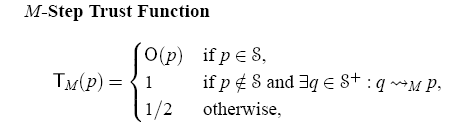 M-Step Trust Function
T_M(p) = { O(p) if p ∈ S,
1 if p ∉ S and ∃q ∈ S⁺ : q ⇝_M p,
1/2 otherwise,